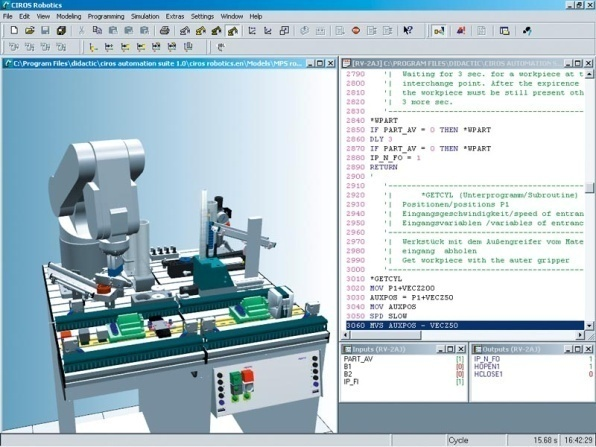 CIROS Robotics
File Edit View Modeling Programming Simulation Extras Settings Window Help
C:\Program Files\didactic\ciros automation suite 1.0\ciros robotics.en\Models\MPS ro...
[RV-2AJ] C:\PROGRAM FILES\DIDACTIC\CIROS AUTOMATION S...
2790 '| Waiting for 3 sec. for a workpiece at t
2800 '| interchange point. After the expirence
2810 '| the workpiece must be still present oth
2820 '| 3 more sec.
2830 '------------------------------------
2840 *WPART
2850 IF PART_AV = 0 THEN *WPART
2860 DLY 3
2870 IF PART_AV = 0 THEN *WPART
2880 IP_N_FO = 1
2890 RETURN
2900 '
2910 '------------------------------------
2920 '| *GETCYL (Unterprogramm/Subroutine)
2930 '| Positionen/positions P1
2940 '| Eingangsgeschwindigkeit/speed of entran
2950 '| Eingangsvariablen /variables of entranc
2960 '------------------------------------
2970 '| Werkstück mit dem Außengreifer vom Mate
2980 '| eingang abholen
2990 '| Get workpiece with the auter gripper
3000 '------------------------------------
3010 *GETCYL
3020 MOV P1+VECZ200
3030 AUXPOS = P1+VECZ50
3040 MOV AUXPOS
3050 SPD SLOW
3060 MVS AUXPOS - VECZ50
Inputs (RV-2AJ)
PART_AV [1]
B1 [0]
B2 [0]
IP_FI [1]
Outputs (RV-2AJ)
IP_N_FO 1
HOPEN1 1
HCLOSE1 0
Cycle 15.68 s 16:42:29